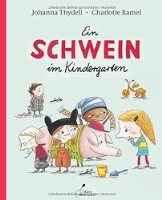 Johanna Thydell • Charlotte Ramel
Ein
SCHWEIN
im Kindergarten